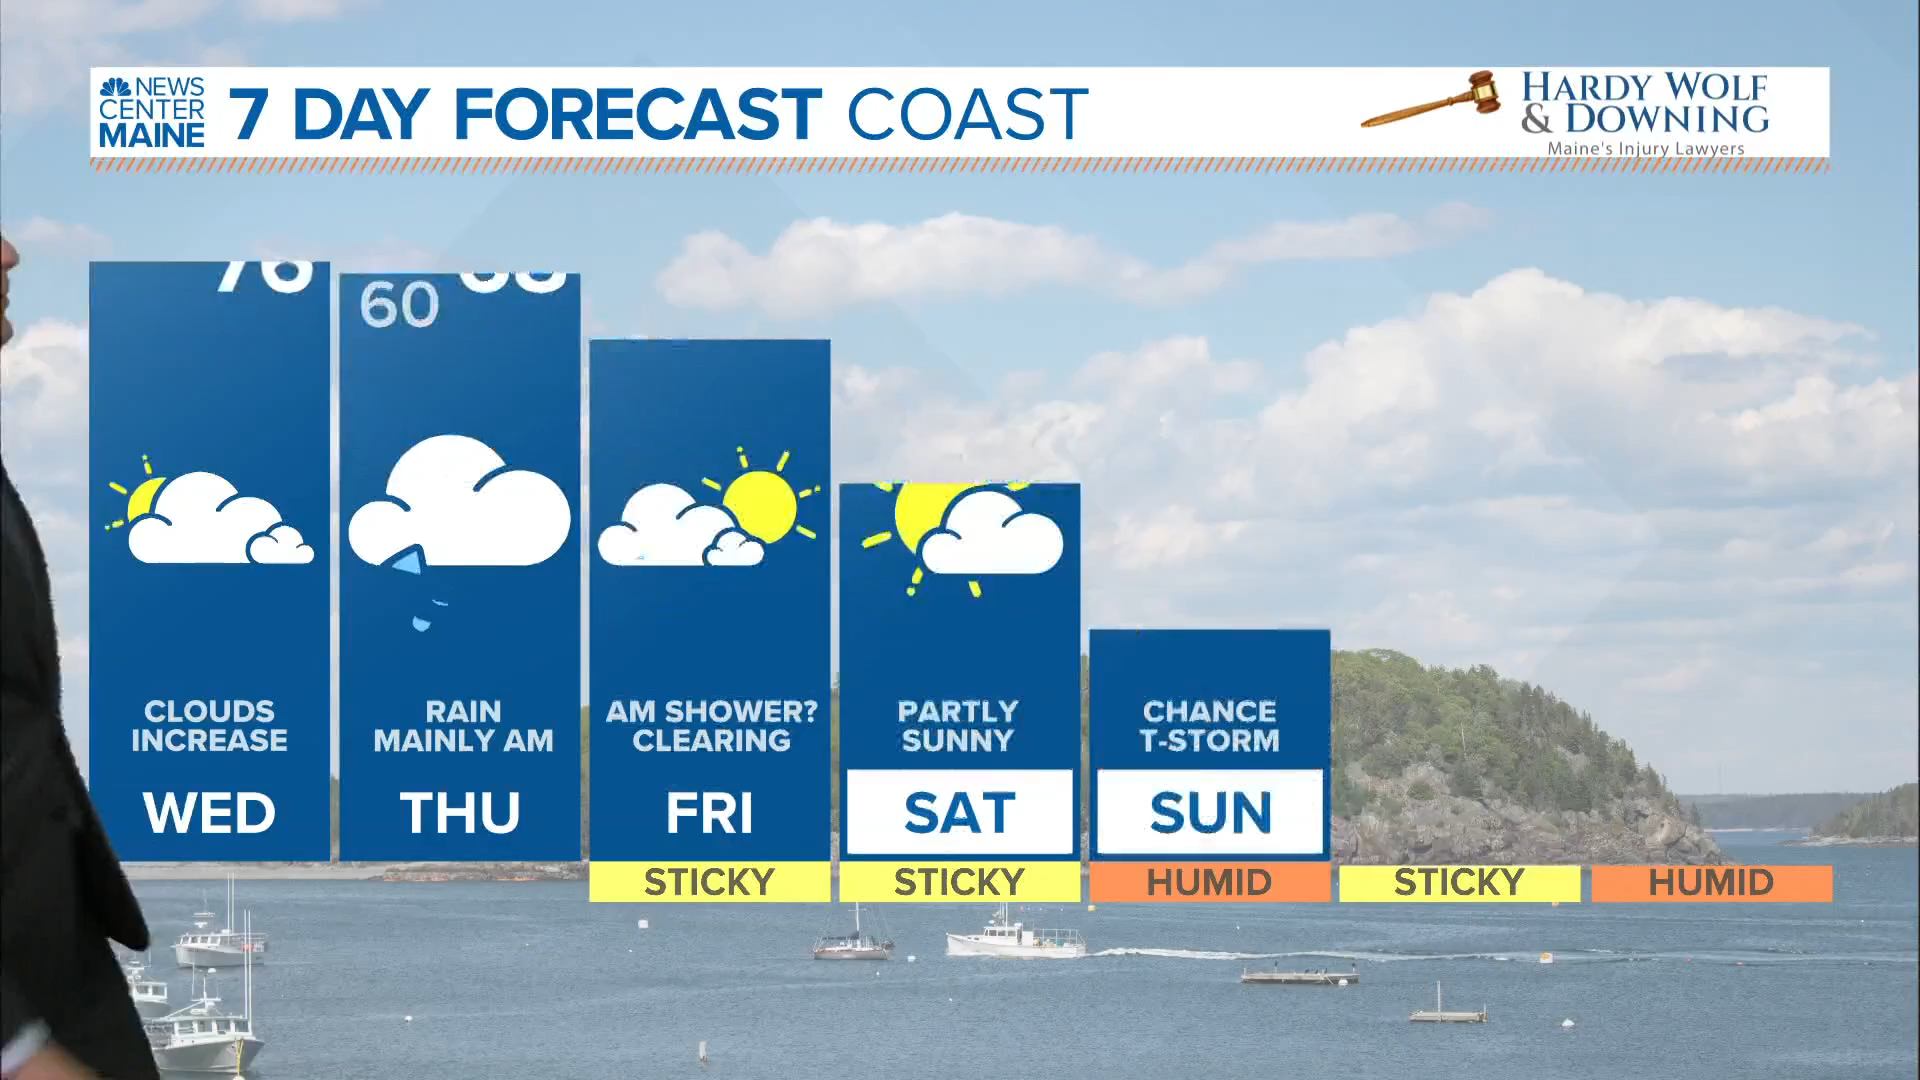 NEWS
CENTER
MAINE
7 DAY FORECAST COAST
HARDY WOLF
& DOWNING
Maine's Injury Lawyers
76
60
CLOUDS
INCREASE
RAIN
MAINLY AM
AM SHOWER?
CLEARING
PARTLY
SUNNY
CHANCE
T-STORM
WED
THU
FRI
SAT
SUN
STICKY
STICKY
HUMID
STICKY
HUMID